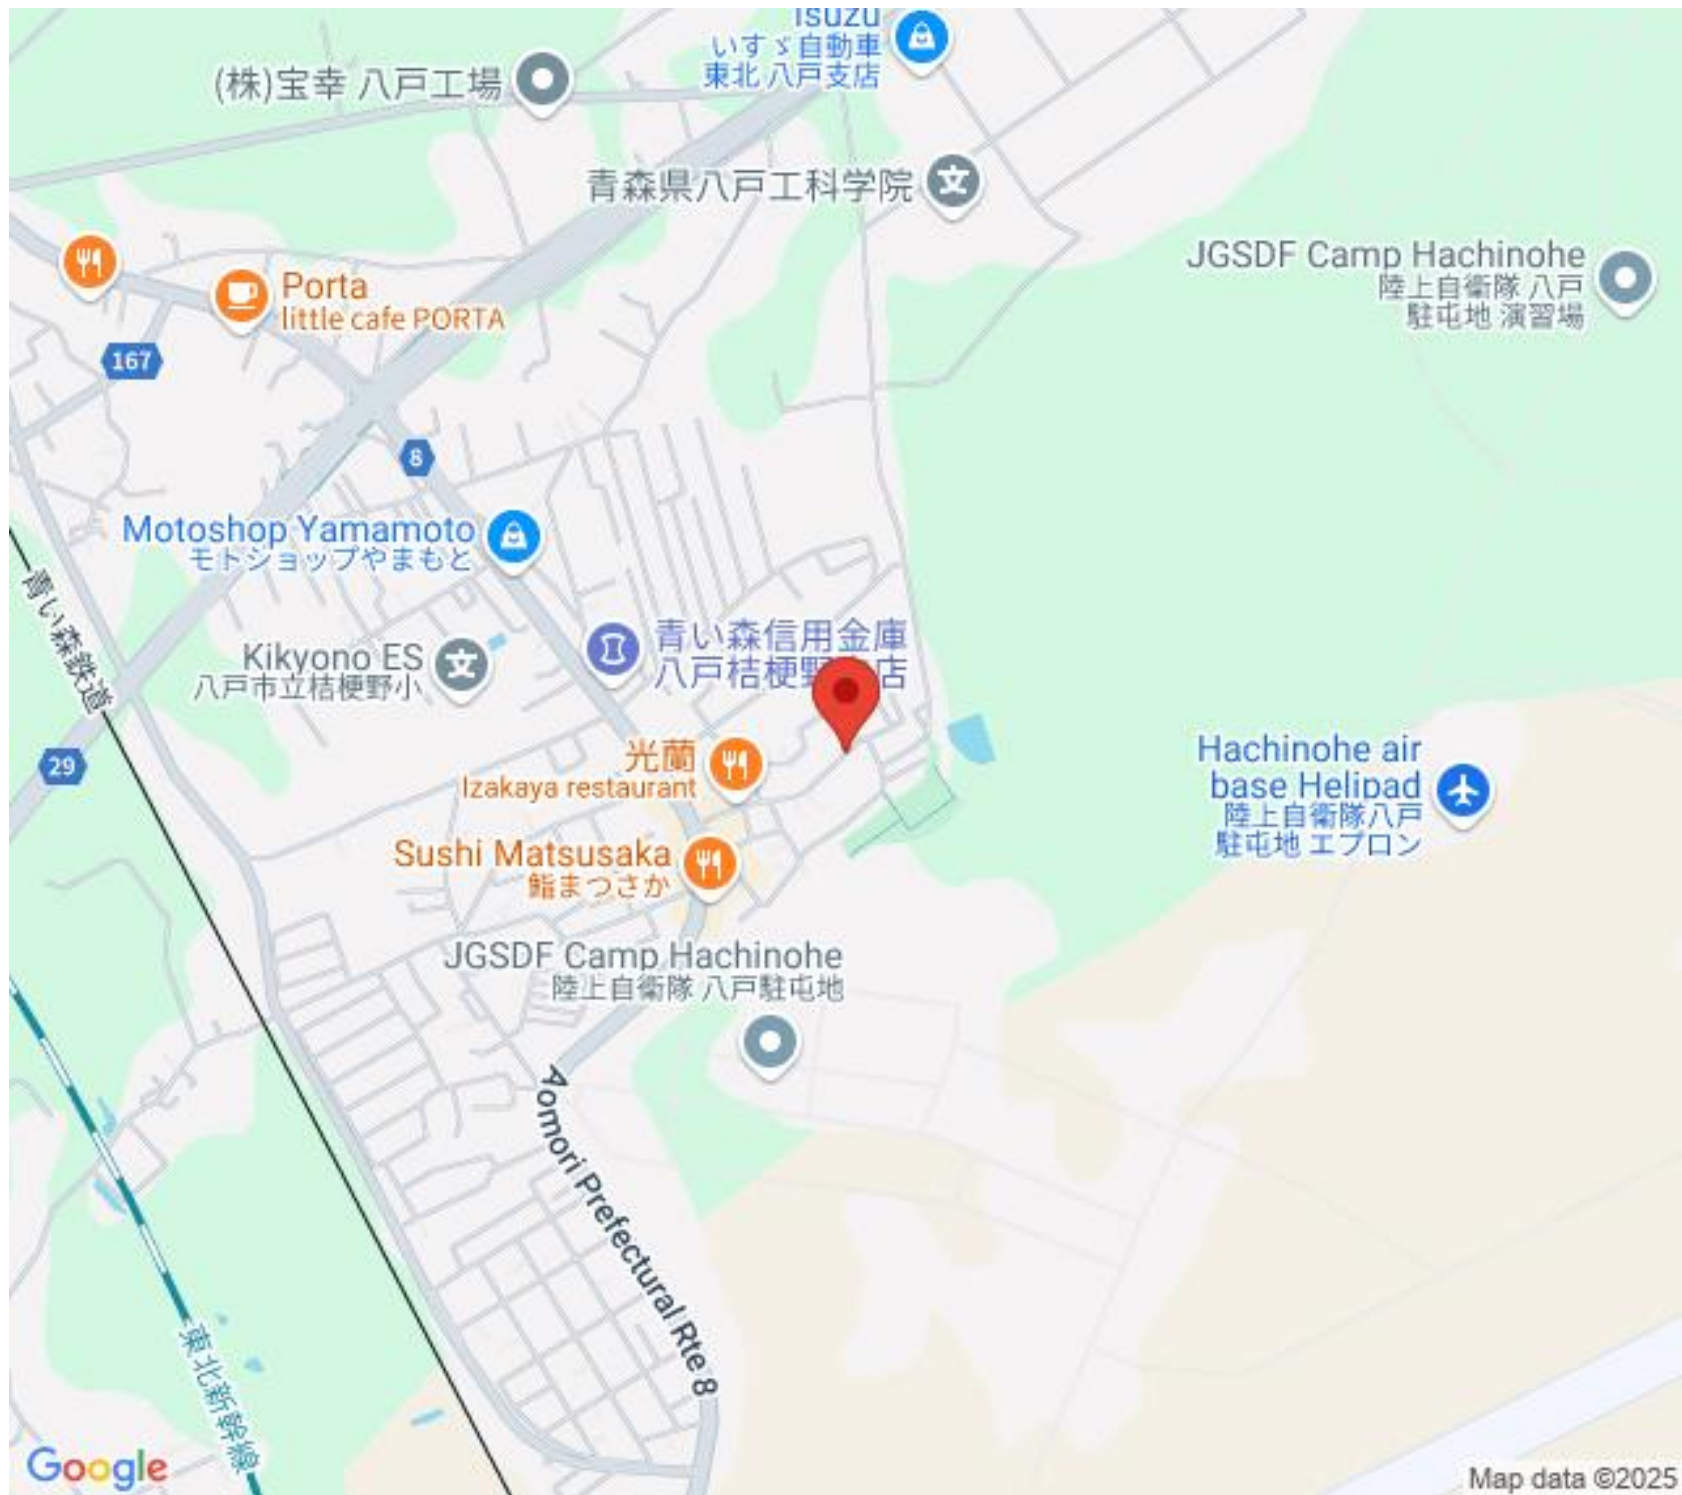 Isuzu
いすゞ自動車
東北 八戸支店
(株)宝幸 八戸工場
青森県八戸工科学院
JGSDF Camp Hachinohe
陸上自衛隊 八戸
駐屯地 演習場
Porta
little cafe PORTA
167
8
Motoshop Yamamoto
モトショップやまもと
青い森鉄道
青い森信用金庫
八戸桔梗野 店
Kikyono ES
八戸市立桔梗野小
29
光蘭
Izakaya restaurant
Hachinohe air
base Helipad
陸上自衛隊八戸
駐屯地 エプロン
Sushi Matsusaka
鮨まつさか
JGSDF Camp Hachinohe
陸上自衛隊 八戸駐屯地
Aomori Prefectural Rte 8
東北新幹線
Google
Map data ©2025